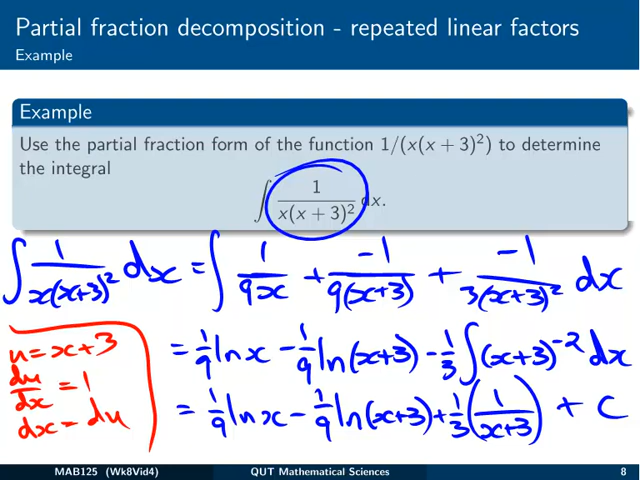 Partial fraction decomposition - repeated linear factors
Example
Example
Use the partial fraction form of the function 1/(x(x + 3)²) to determine
the integral
∫ 1/(x(x + 3)²) dx.
∫ 1/(x(x+3)²) dx = ∫ 1/(9x) + -1/(9(x+3)) + -1/(3(x+3)²) dx
u = x+3
du/dx = 1
dx = du
= 1/9 ln x - 1/9 ln(x+3) - 1/3 ∫ (x+3)⁻² dx
= 1/9 ln x - 1/9 ln(x+3) + 1/3 (1/(x+3)) + C
MAB125 (Wk8Vid4) QUT Mathematical Sciences 8